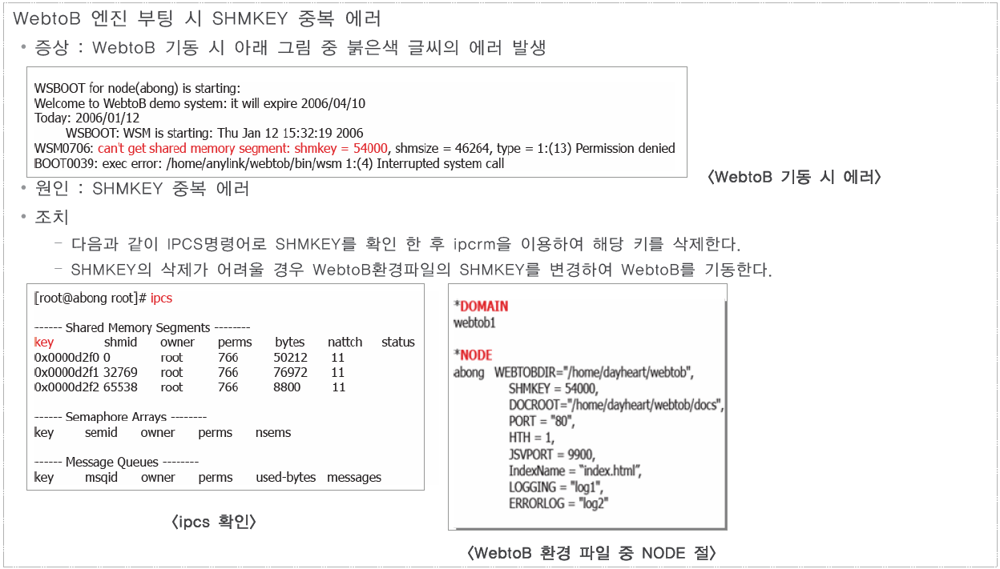 WebtoB 엔진 부팅 시 SHMKEY 중복 에러
• 증상 : WebtoB 기동 시 아래 그림 중 붉은색 글씨의 에러 발생
WSBOOT for node(abong) is starting:
Welcome to WebtoB demo system: it will expire 2006/04/10
Today: 2006/01/12
WSBOOT: WSM is starting: Thu Jan 12 15:32:19 2006
WSM0706: can't get shared memory segment: shmkey = 54000, shmsize = 46264, type = 1:(13) Permission denied
BOOT0039: exec error: /home/anylink/webtob/bin/wsm 1:(4) Interrupted system call
<WebtoB 기동 시 에러>
• 원인 : SHMKEY 중복 에러
• 조치
– 다음과 같이 IPCS명령어로 SHMKEY를 확인 한 후 ipcrm을 이용하여 해당 키를 삭제한다.
– SHMKEY의 삭제가 어려울 경우 WebtoB환경파일의 SHMKEY를 변경하여 WebtoB를 기동한다.
[root@abong root]# ipcs
------ Shared Memory Segments --------
key shmid owner perms bytes nattch status
0x0000d2f0 0 root 766 50212 11
0x0000d2f1 32769 root 766 76972 11
0x0000d2f2 65538 root 766 8800 11
------ Semaphore Arrays --------
key semid owner perms nsems
------ Message Queues --------
key msqid owner perms used-bytes messages
<ipcs 확인>
*DOMAIN
webtob1
*NODE
abong WEBTOBDIR="/home/dayheart/webtob",
SHMKEY = 54000,
DOCROOT="/home/dayheart/webtob/docs",
PORT = "80",
HTH = 1,
JSVPORT = 9900,
IndexName = "index.html",
LOGGING = "log1",
ERRORLOG = "log2"
<WebtoB 환경 파일 중 NODE 절>